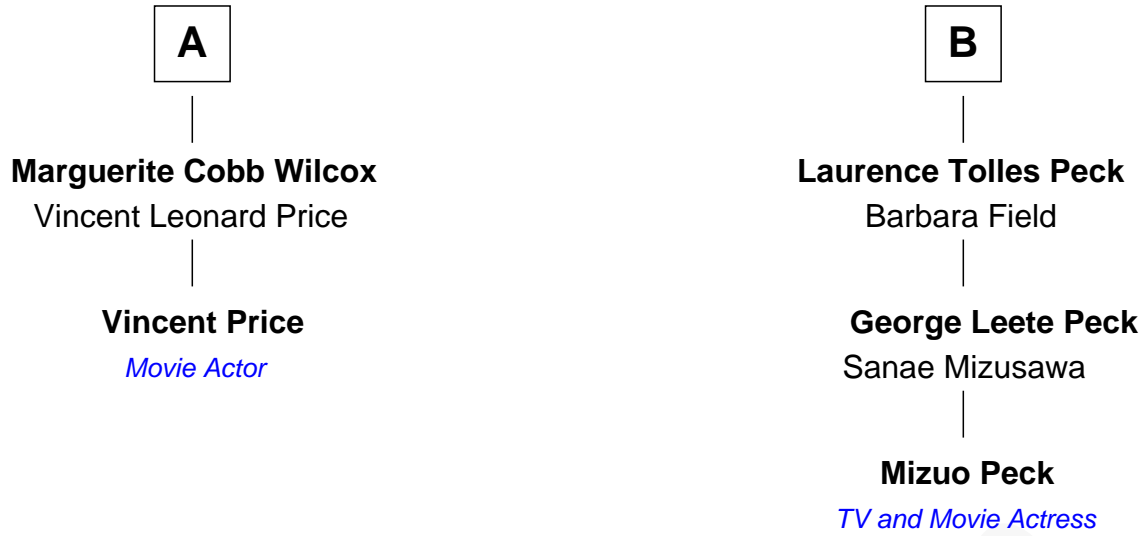 A
B
Marguerite Cobb Wilcox
Laurence Tolles Peck
Vincent Leonard Price
Barbara Field
Vincent Price
George Leete Peck
Movie Actor
Sanae Mizusawa
Mizuo Peck
TV and Movie Actress